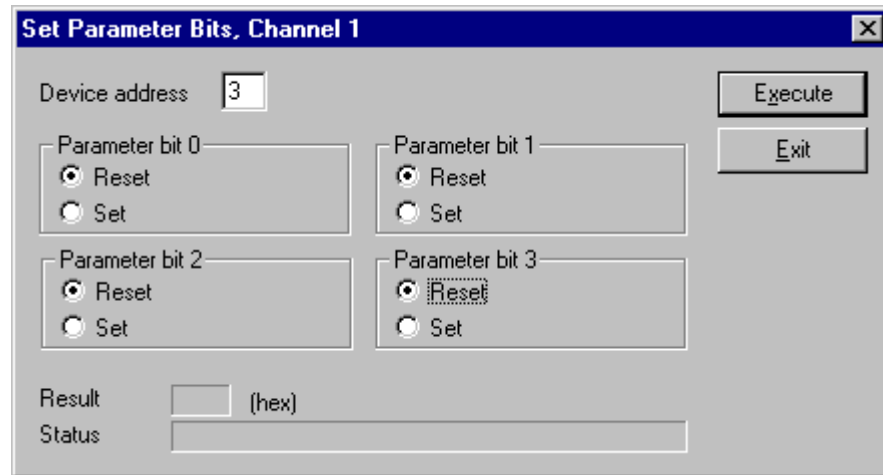 Set Parameter Bits, Channel 1
Device address 3
Execute
Exit
Parameter bit 0
Reset
Set
Parameter bit 1
Reset
Set
Parameter bit 2
Reset
Set
Parameter bit 3
Reset
Set
Result (hex)
Status